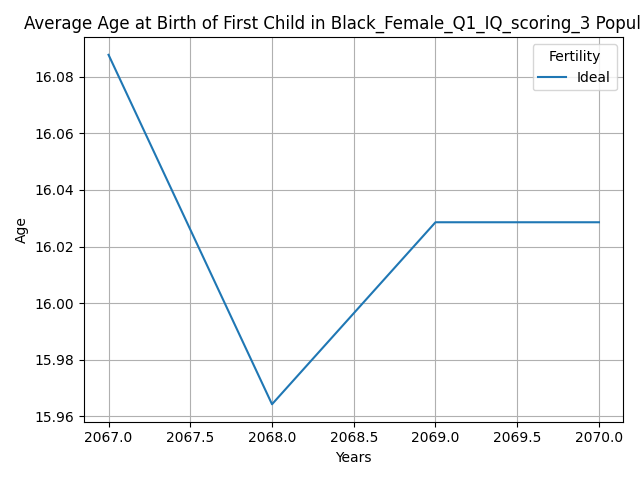 Average Age at Birth of First Child in Black_Female_Q1_IQ_scoring_3 Popul
Fertility
Ideal
16.08
16.06
16.04
16.02
16.00
15.98
15.96
Age
2067.0 2067.5 2068.0 2068.5 2069.0 2069.5 2070.0
Years